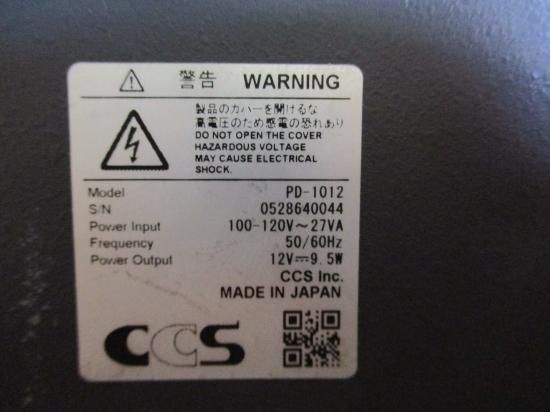 警告 WARNING
製品のカバーを開けるな
高電圧のため感電の恐れあり
DO NOT OPEN THE COVER
HAZARDOUS VOLTAGE
MAY CAUSE ELECTRICAL
SHOCK.
Model PD-1012
S/N 0528640044
Power Input 100-120V～27VA
Frequency 50/60Hz
Power Output 12V⎓9.5W
CCS Inc.
MADE IN JAPAN
CCS